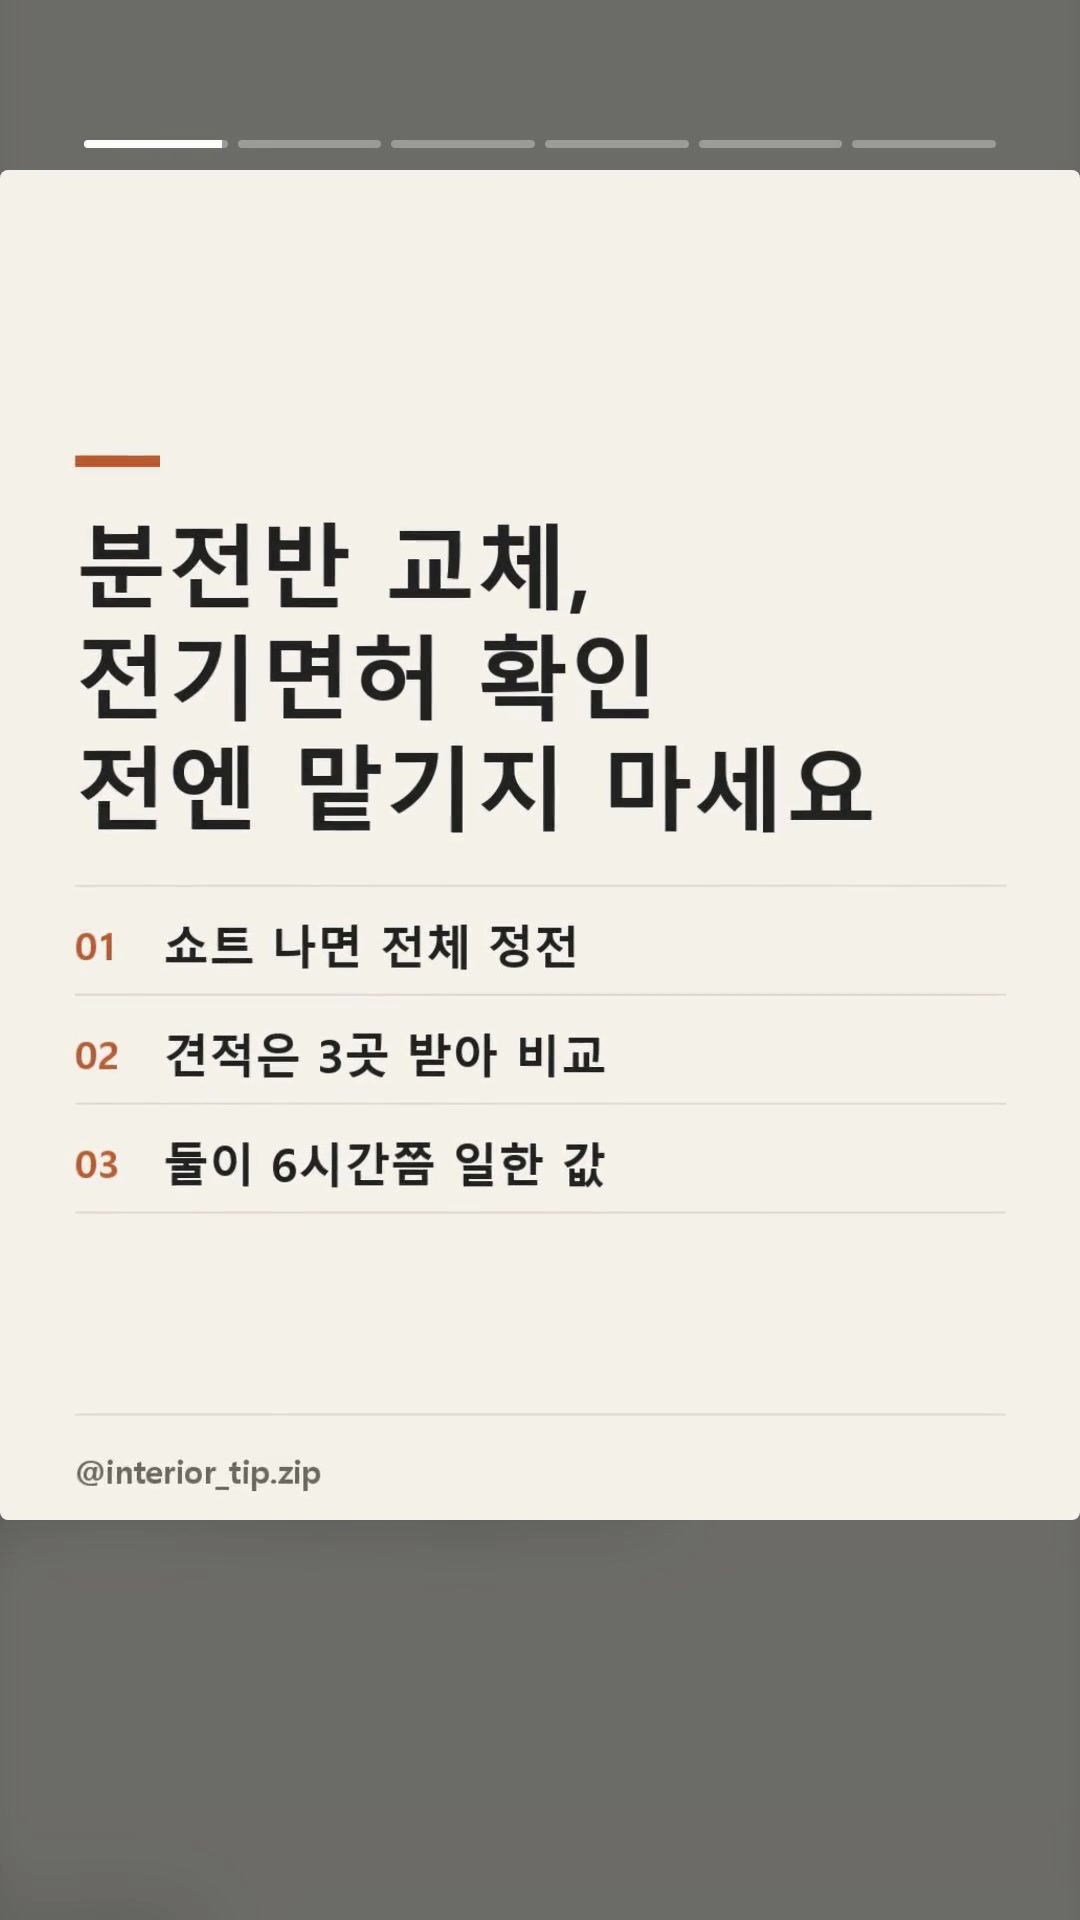 분전반 교체,
전기면허 확인
전엔 맡기지 마세요
01 쇼트 나면 전체 정전
02 견적은 3곳 받아 비교
03 둘이 6시간쯤 일한 값
@interior_tip.zip